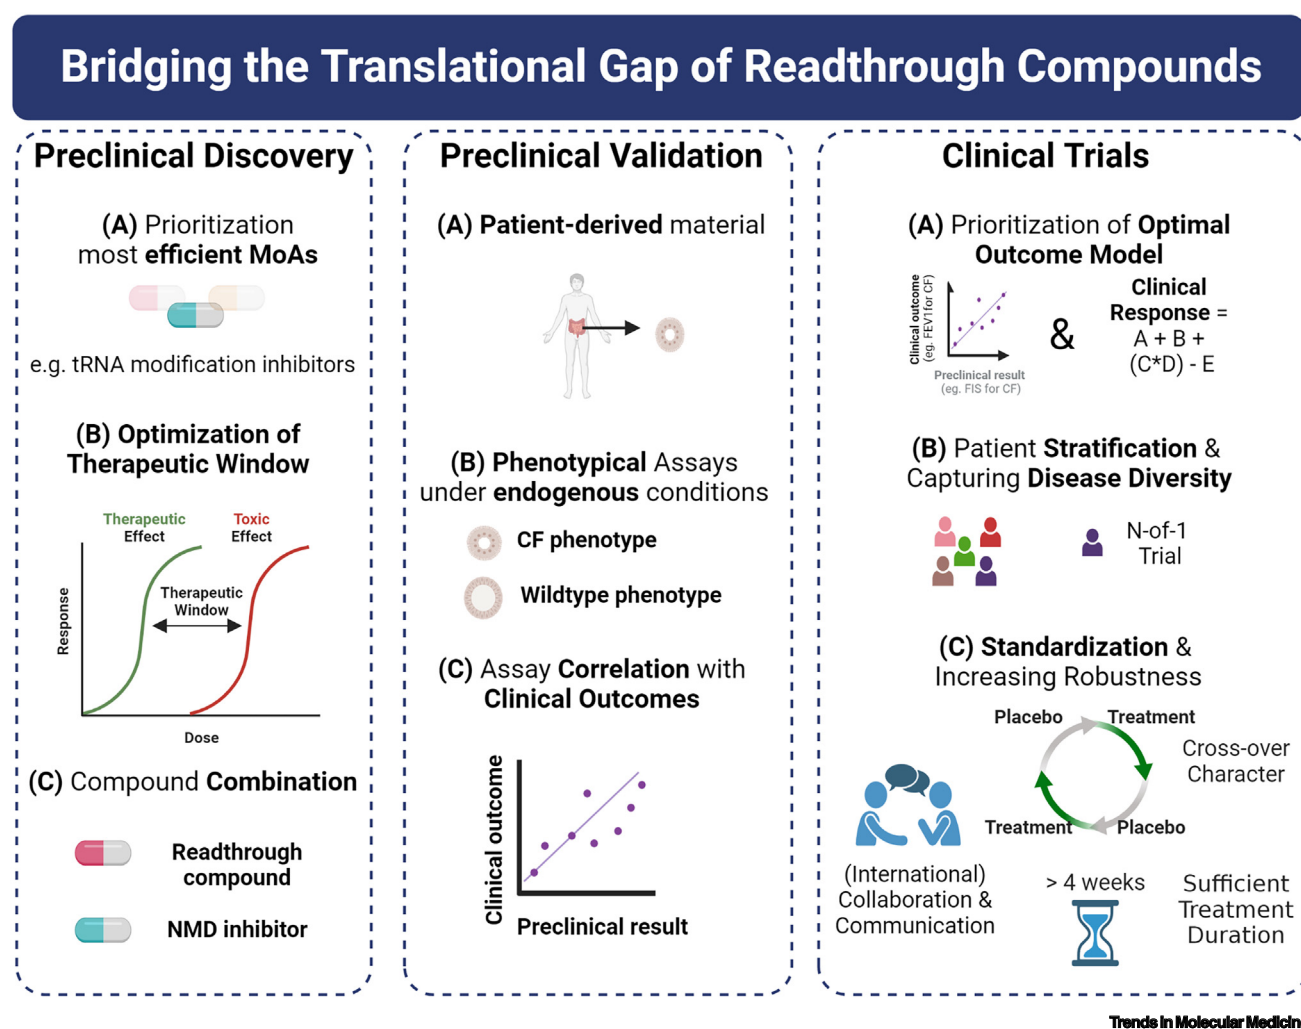 Bridging the Translational Gap of Readthrough Compounds
Preclinical Discovery
(A) Prioritization
most efficient MoAs
e.g. tRNA modification inhibitors
(B) Optimization of
Therapeutic Window
Therapeutic
Effect
Toxic
Effect
Therapeutic
Window
Response
Dose
(C) Compound Combination
Readthrough
compound
NMD inhibitor
Preclinical Validation
(A) Patient-derived material
(B) Phenotypical Assays
under endogenous conditions
CF phenotype
Wildtype phenotype
(C) Assay Correlation with
Clinical Outcomes
Clinical outcome
Preclinical result
Clinical Trials
(A) Prioritization of Optimal
Outcome Model
Clinical outcome
(eg. FEV1for CF)
Preclinical result
(eg. FIS for CF)
&
Clinical
Response =
A + B +
(C*D) - E
(B) Patient Stratification &
Capturing Disease Diversity
N-of-1
Trial
(C) Standardization &
Increasing Robustness
Placebo
Treatment
Treatment
Placebo
Cross-over
Character
(International)
Collaboration &
Communication
> 4 weeks
Sufficient
Treatment
Duration
Trends in Molecular Medicin